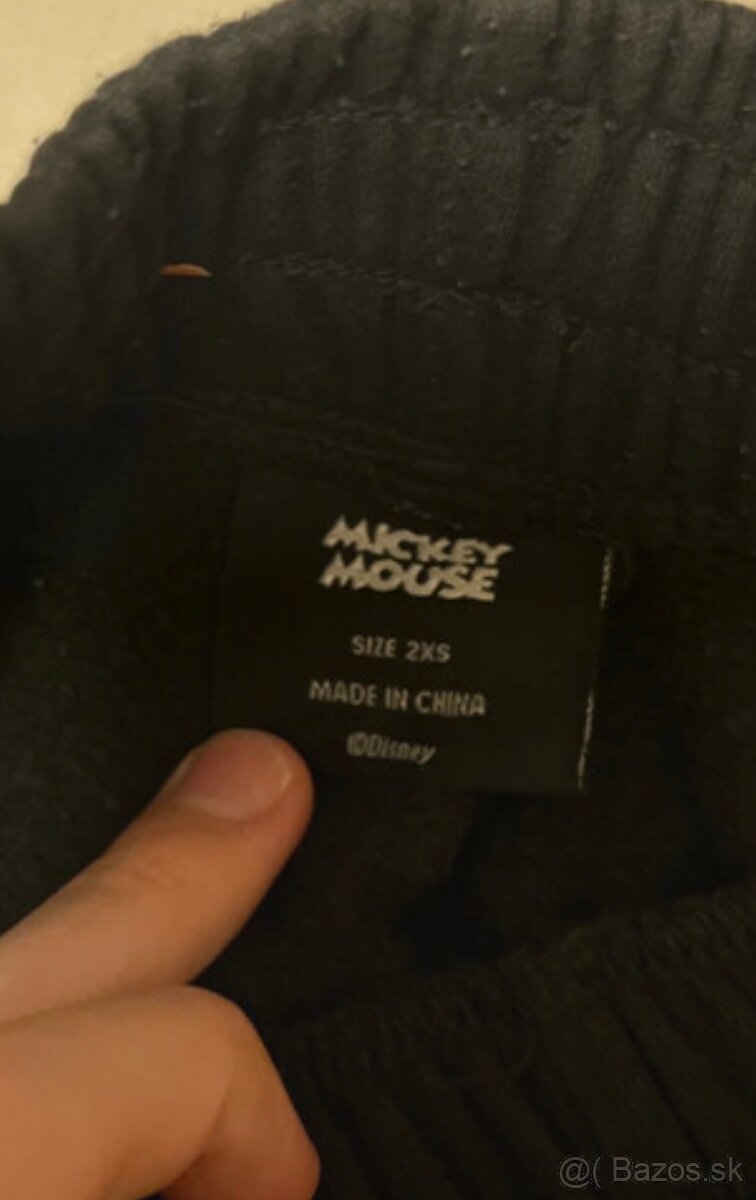 MICKEY
MOUSE
SIZE 2XS
MADE IN CHINA
©Disney
@( Bazos.sk